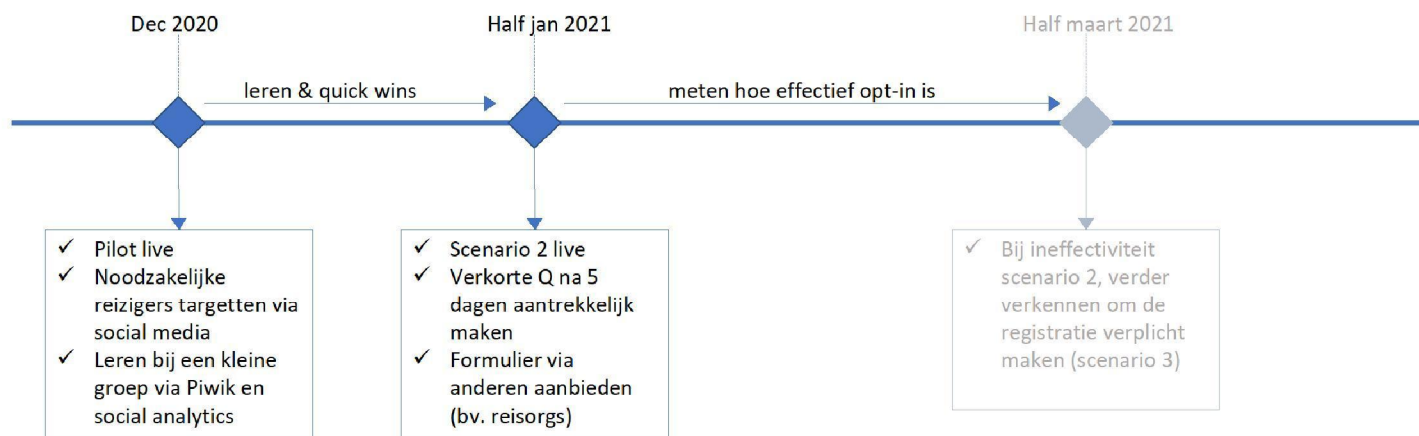 Dec 2020
Half jan 2021
Half maart 2021
leren & quick wins
meten hoe effectief opt-in is
✓ Pilot live
✓ Noodzakelijke
reizigers targetten via
social media
✓ Leren bij een kleine
groep via Piwik en
social analytics
✓ Scenario 2 live
✓ Verkorte Q na 5
dagen aantrekkelijk
maken
✓ Formulier via
anderen aanbieden
(bv. reisorgs)
✓ Bij ineffectiviteit
scenario 2, verder
verkennen om de
registratie verplicht
maken (scenario 3)